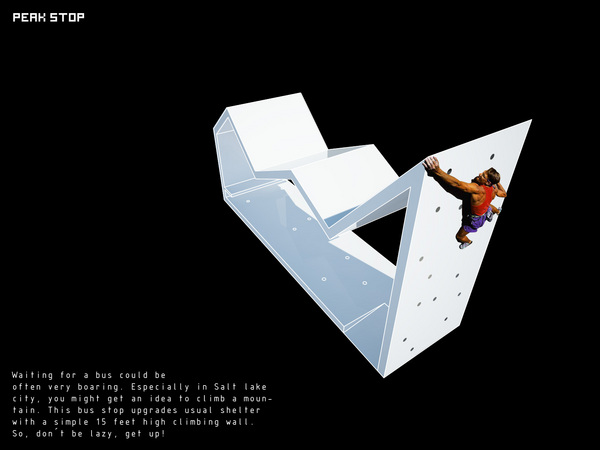 PEAK STOP
Waiting for a bus could be
often very boaring. Especially in Salt lake
city, you might get an idea to climb a moun-
tain. This bus stop upgrades usual shelter
with a simple 15 feet high climbing wall.
So, don´t be lazy, get up!